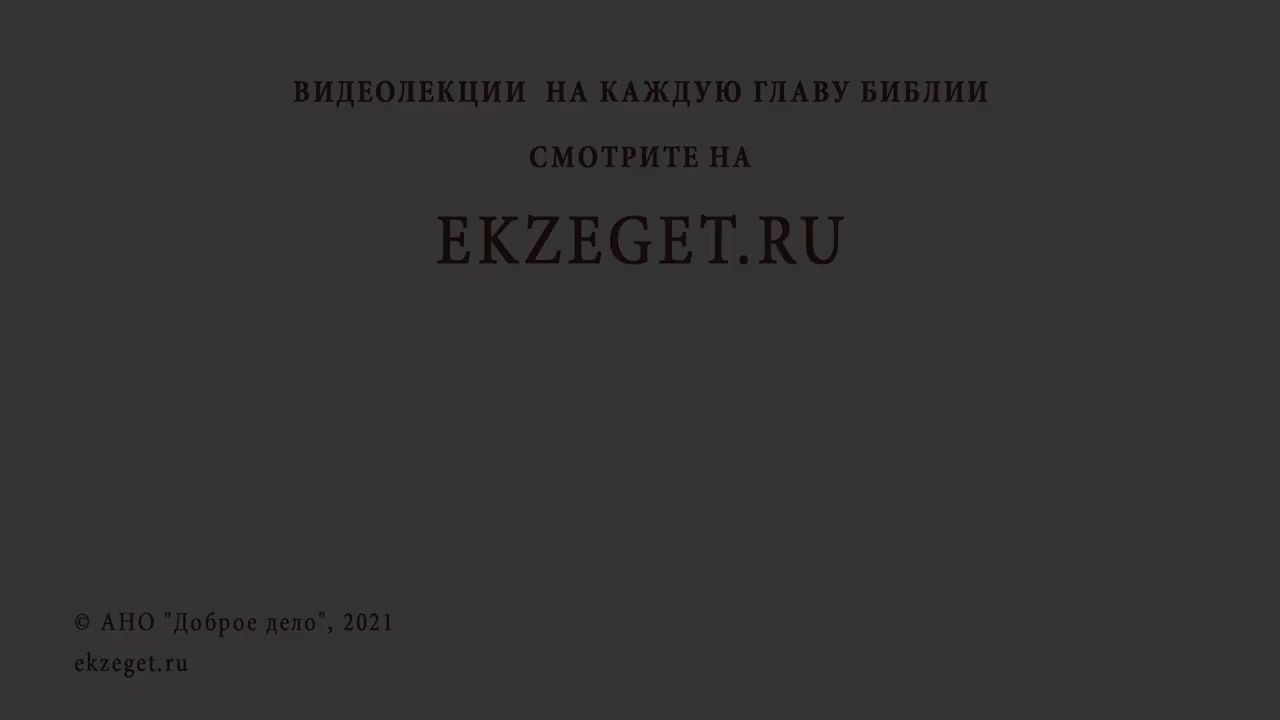 ВИДЕОЛЕКЦИИ НА КАЖДУЮ ГЛАВУ БИБЛИИ
СМОТРИТЕ НА
EKZEGET.RU
© АНО "Доброе дело", 2021
ekzeget.ru